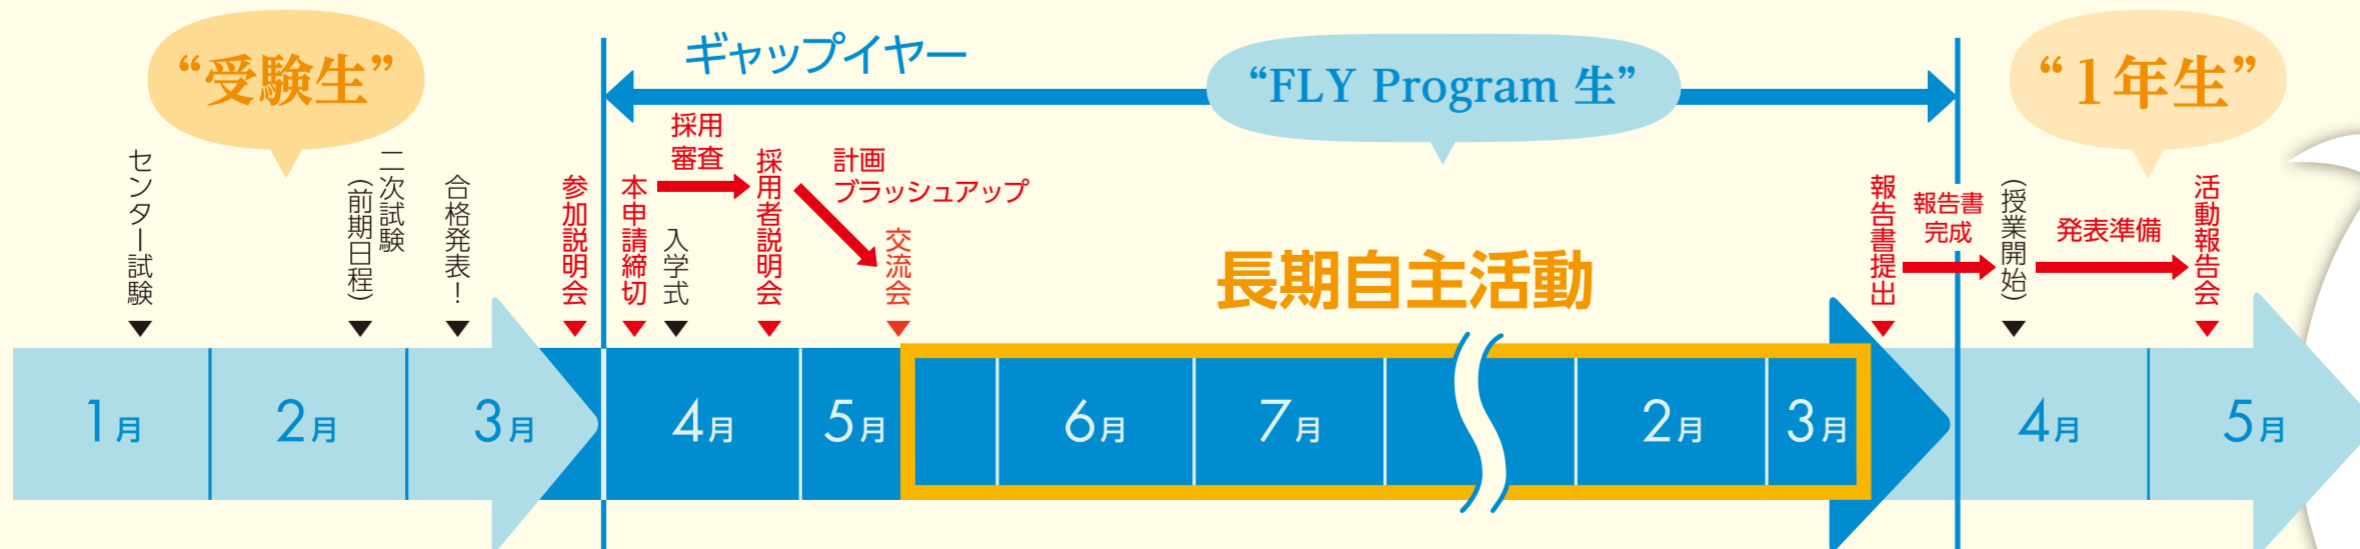 “受験生”
ギャップイヤー
“FLY Program 生”
“1年生”
センター試験
二次試験
（前期日程）
合格発表！
参加説明会
本申請締切
採用
審査
入学式
採用者説明会
計画
ブラッシュアップ
交流会
長期自主活動
報告書提出
報告書
完成
（授業開始）
発表準備
活動報告会
1月
2月
3月
4月
5月
6月
7月
2月
3月
4月
5月